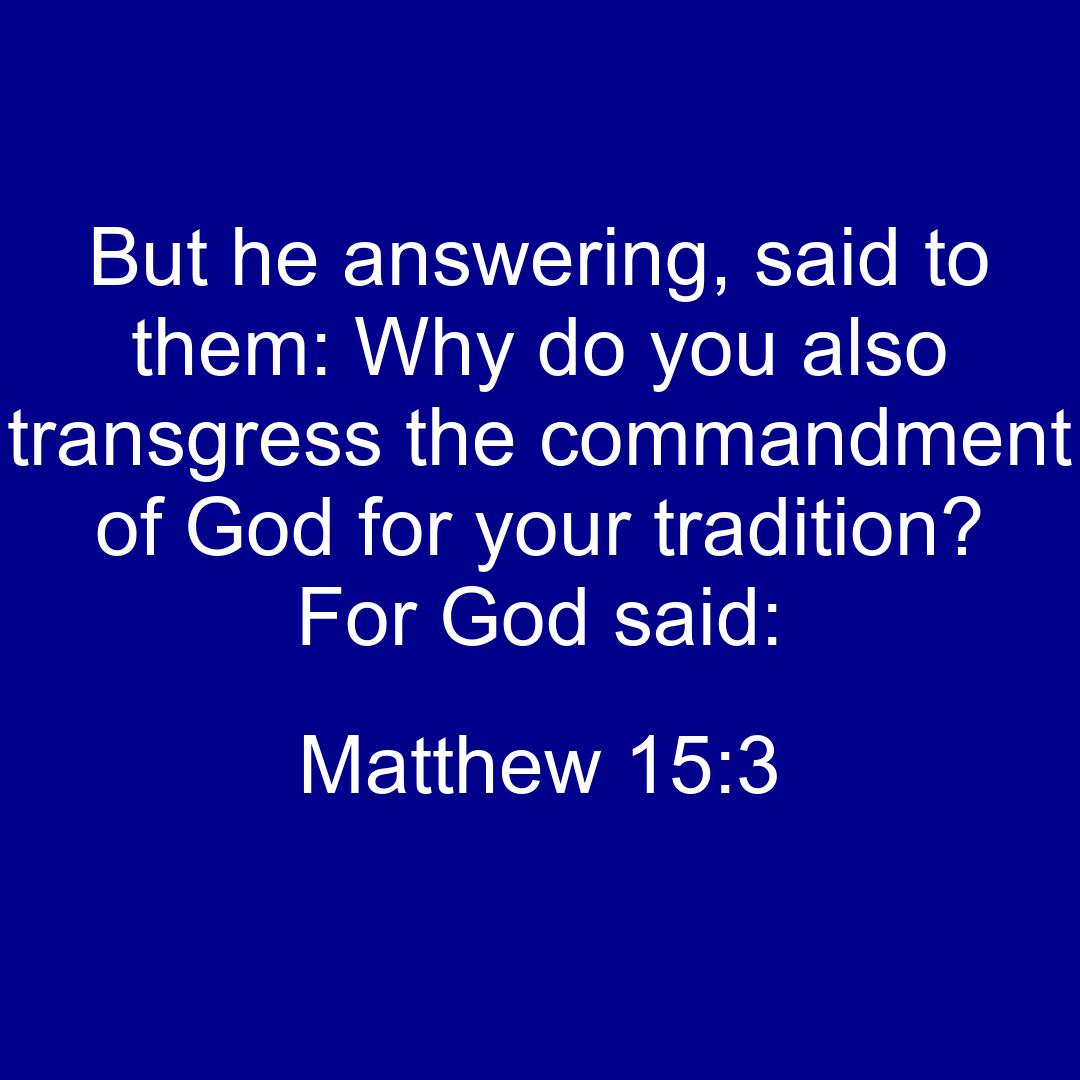 But he answering, said to
them: Why do you also
transgress the commandment
of God for your tradition?
For God said:
Matthew 15:3